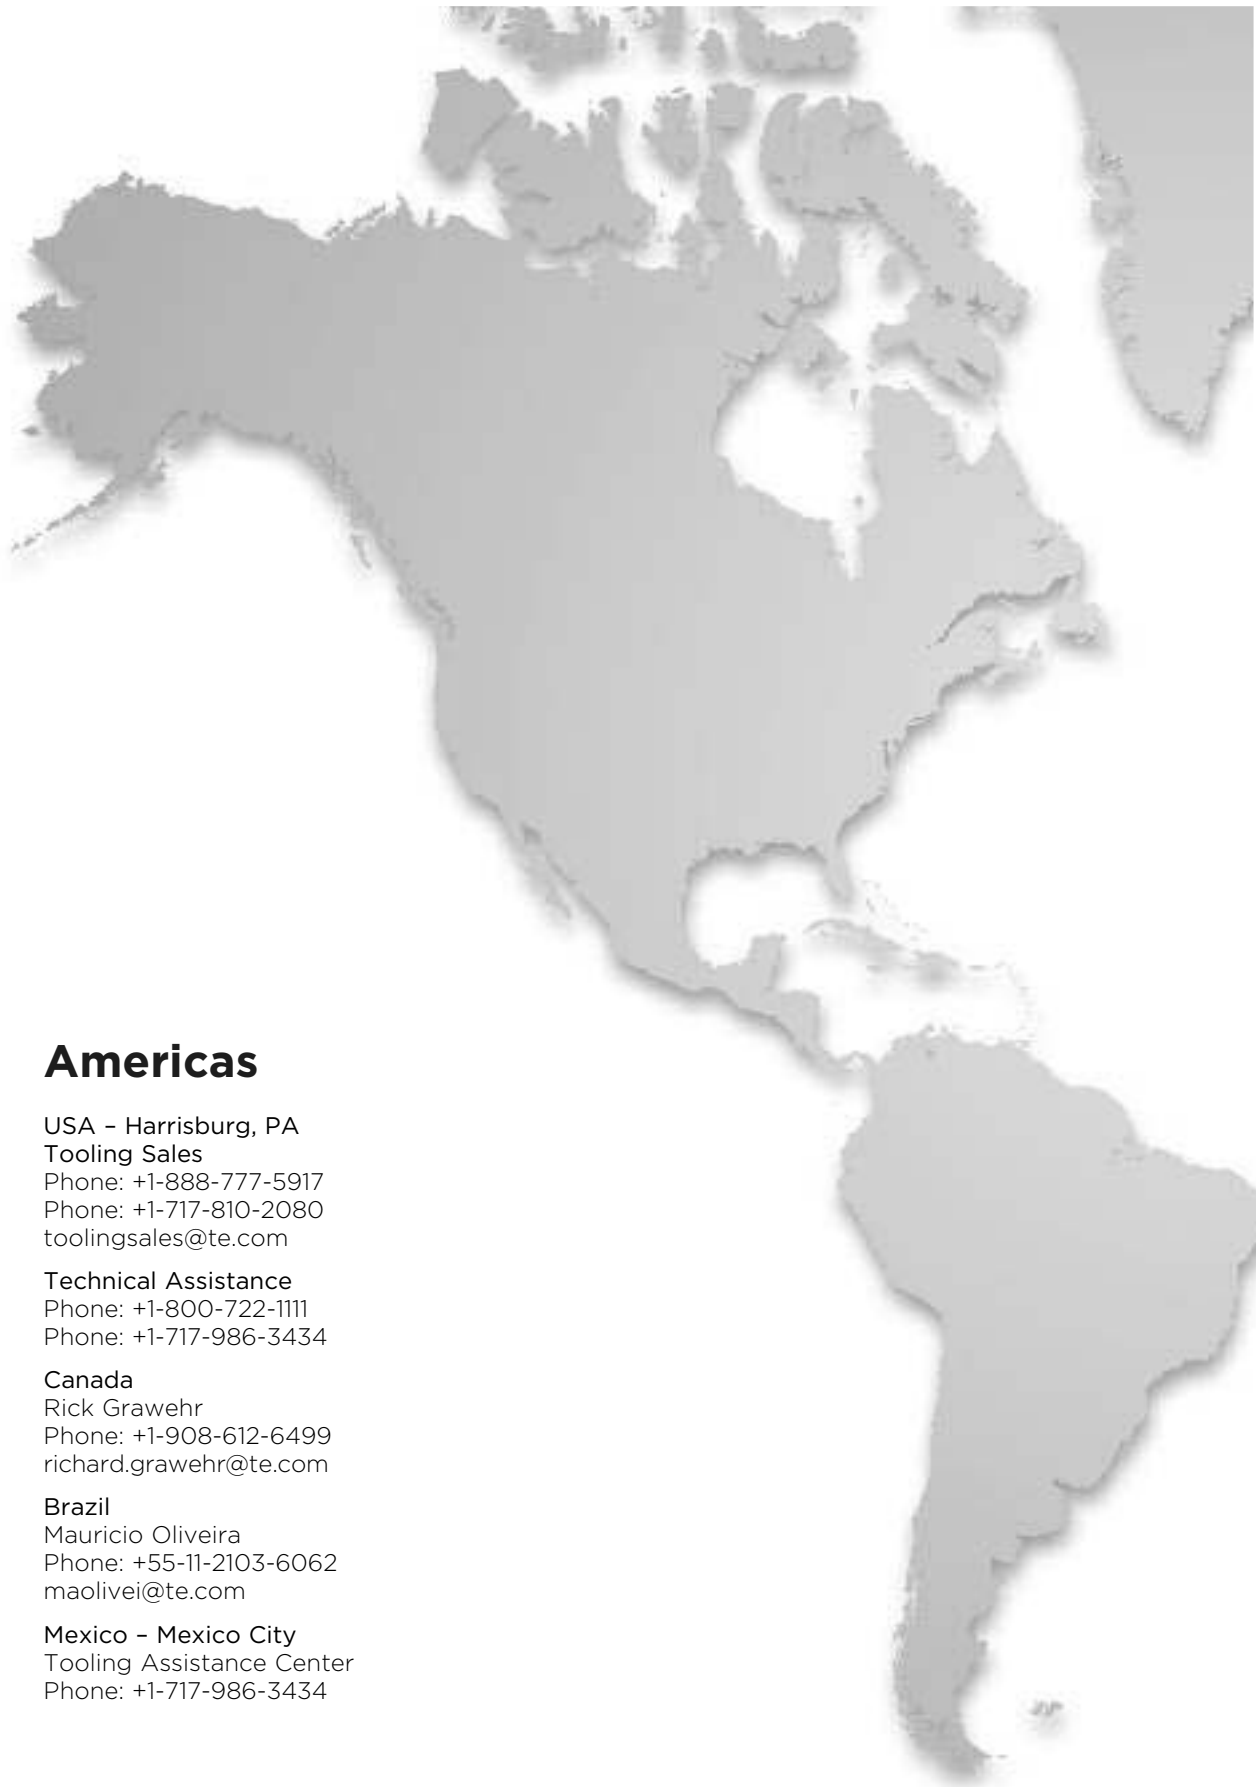 Americas
USA – Harrisburg, PA
Tooling Sales
Phone: +1-888-777-5917
Phone: +1-717-810-2080
toolingsales@te.com
Technical Assistance
Phone: +1-800-722-1111
Phone: +1-717-986-3434
Canada
Rick Grawehr
Phone: +1-908-612-6499
richard.grawehr@te.com
Brazil
Mauricio Oliveira
Phone: +55-11-2103-6062
maolivei@te.com
Mexico – Mexico City
Tooling Assistance Center
Phone: +1-717-986-3434